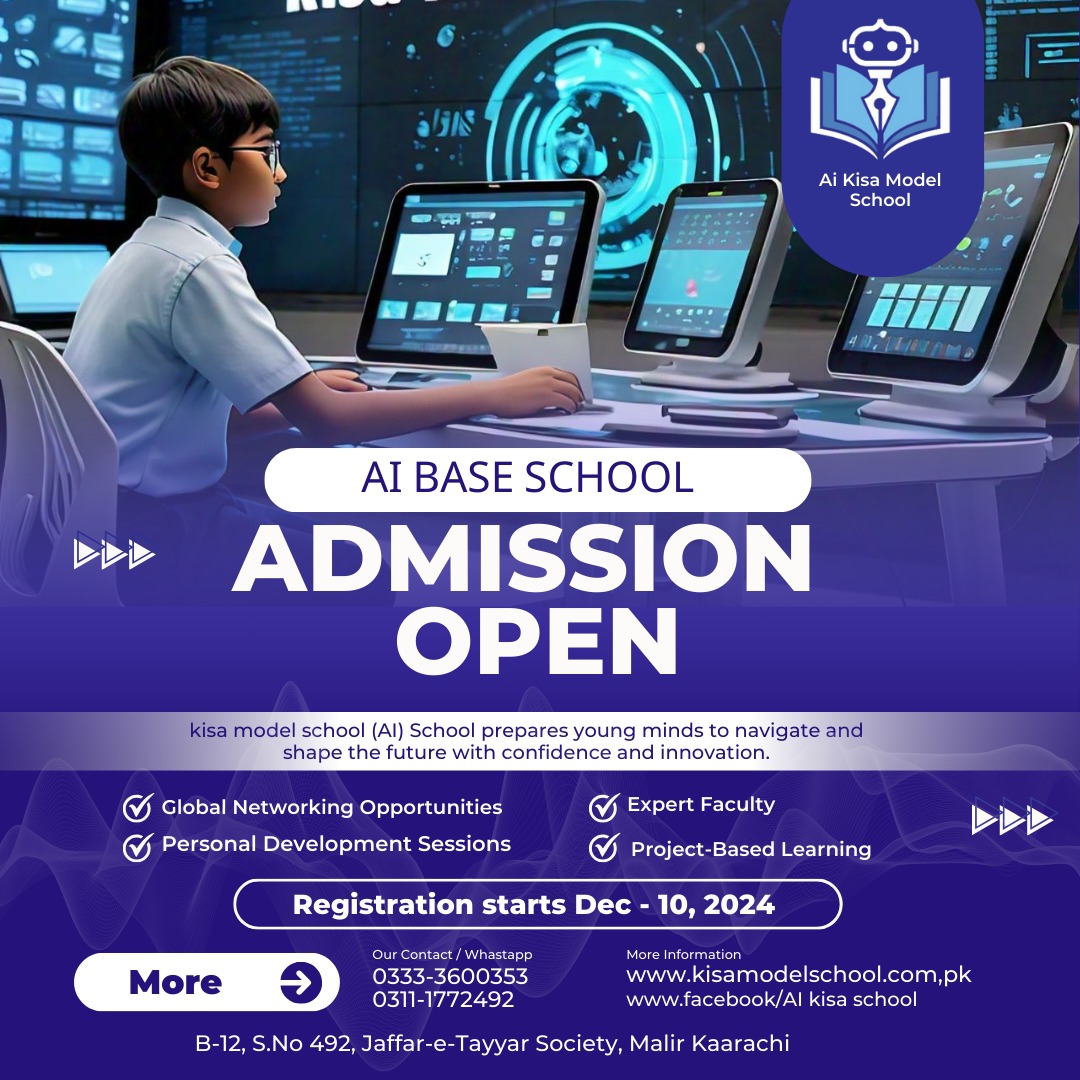 Ai Kisa Model
School
AI BASE SCHOOL
ADMISSION
OPEN
kisa model school (AI) School prepares young minds to navigate and
shape the future with confidence and innovation.
Global Networking Opportunities
Expert Faculty
Personal Development Sessions
Project-Based Learning
Registration starts Dec - 10, 2024
More
Our Contact / Whastapp
0333-3600353
0311-1772492
More Information
www.kisamodelschool.com,pk
www.facebook/AI kisa school
B-12, S.No 492, Jaffar-e-Tayyar Society, Malir Kaarachi